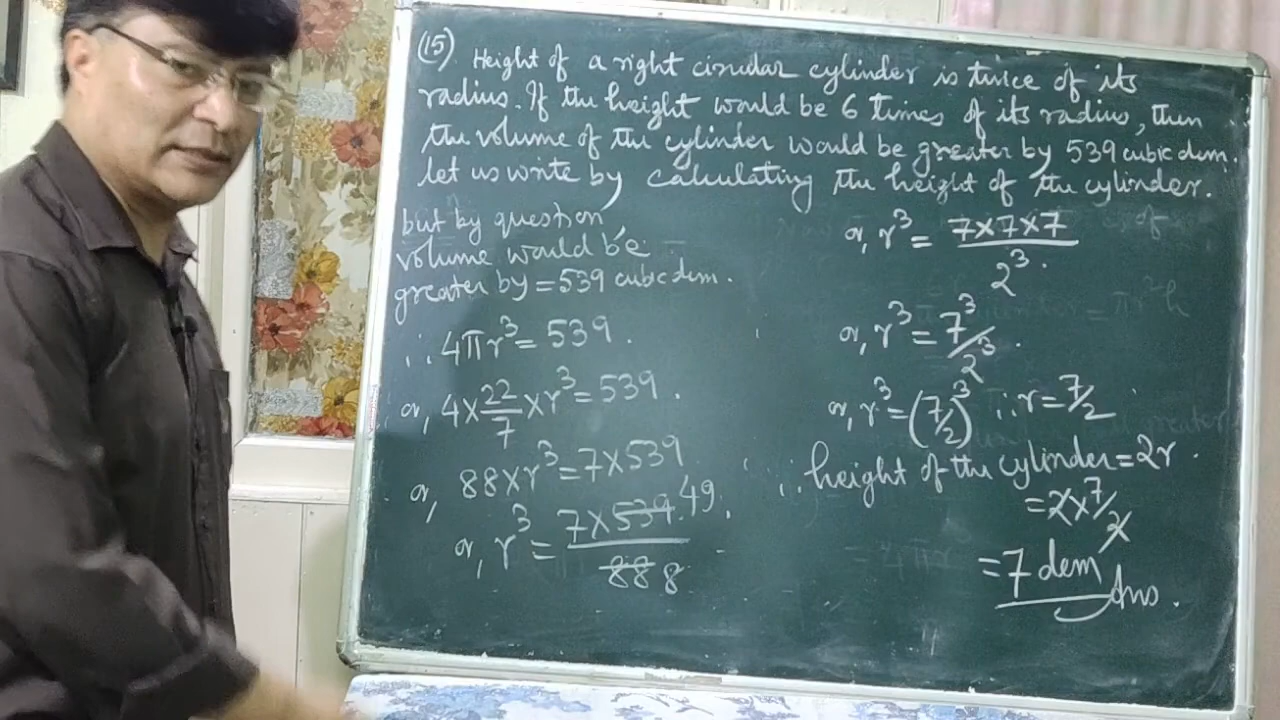 (15). Height of a right circular cylinder is twice of its
radius. If the height would be 6 times of its radius, then
the volume of the cylinder would be greater by 539 cubic dcm.
let us write by calculating the height of the cylinder.
but by question
volume would be
greater by = 539 cubic dcm.
∴ 4πr³ = 539.
or, 4 × 22/7 × r³ = 539.
or, 88 × r³ = 7 × 539
or, r³ = 7 × 539 49 / 88 8
or, r³ = 7×7×7 / 2³.
or, r³ = 7³/2³.
or, r³ = (7/2)³ ∴ r = 7/2
∴ height of the cylinder = 2r.
= 2 × 7/2
= 7 dcm Ans.